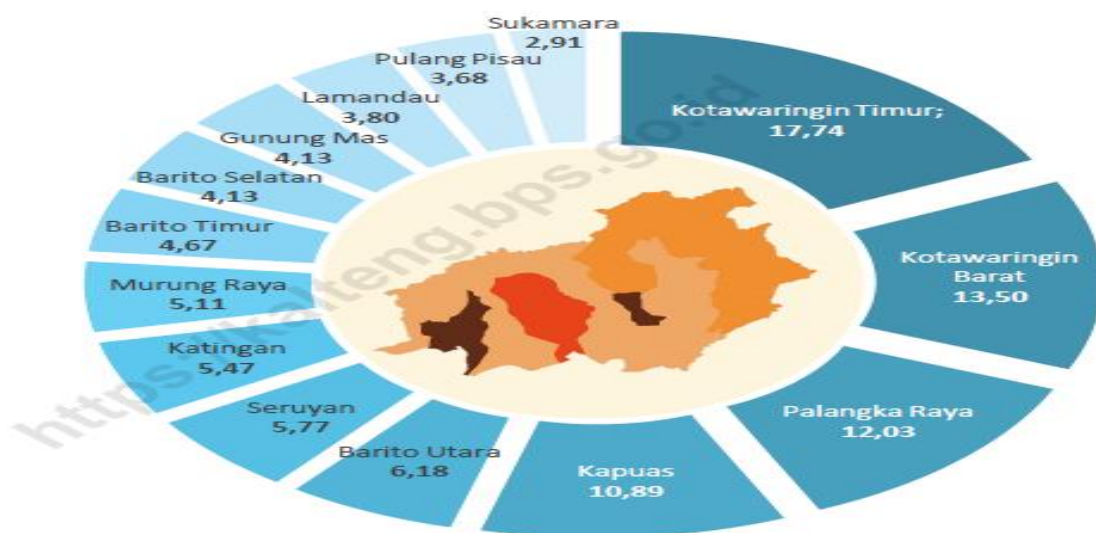 Sukamara
2,91
Pulang Pisau
3,68
Lamandau
3,80
Gunung Mas
4,13
Barito Selatan
4,13
Barito Timur
4,67
Murung Raya
5,11
Katingan
5,47
Seruyan
5,77
Barito Utara
6,18
Kapuas
10,89
Palangka Raya
12,03
Kotawaringin
Barat
13,50
Kotawaringin Timur;
17,74
https://kalteng.bps.go.id